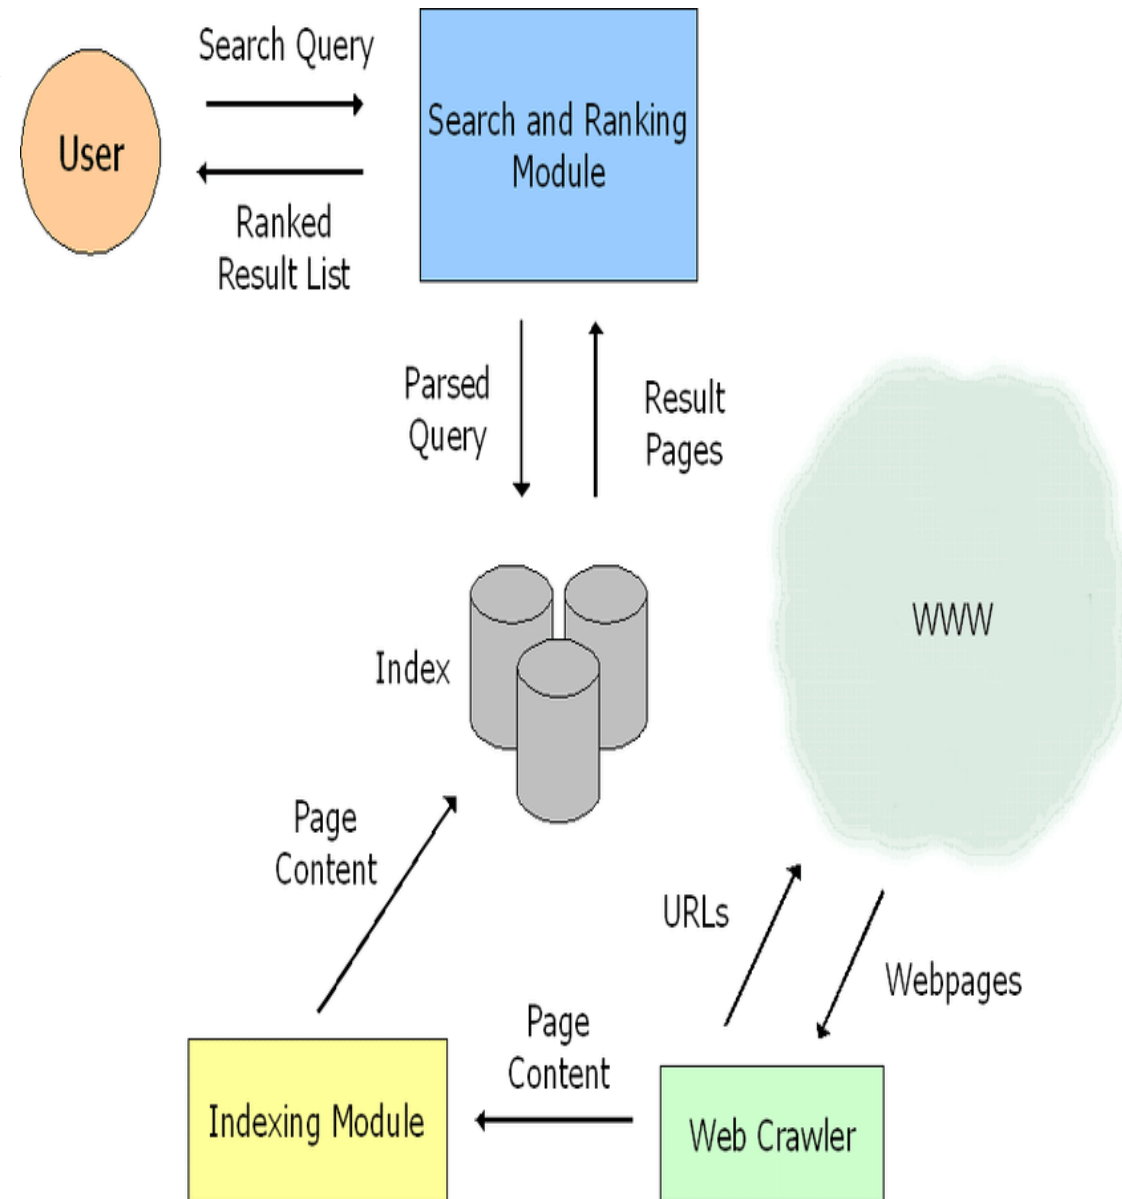 Search Query
User
Search and Ranking
Module
Ranked
Result List
Parsed
Query
Result
Pages
WWW
Index
Page
Content
URLs
Webpages
Page
Content
Indexing Module
Web Crawler